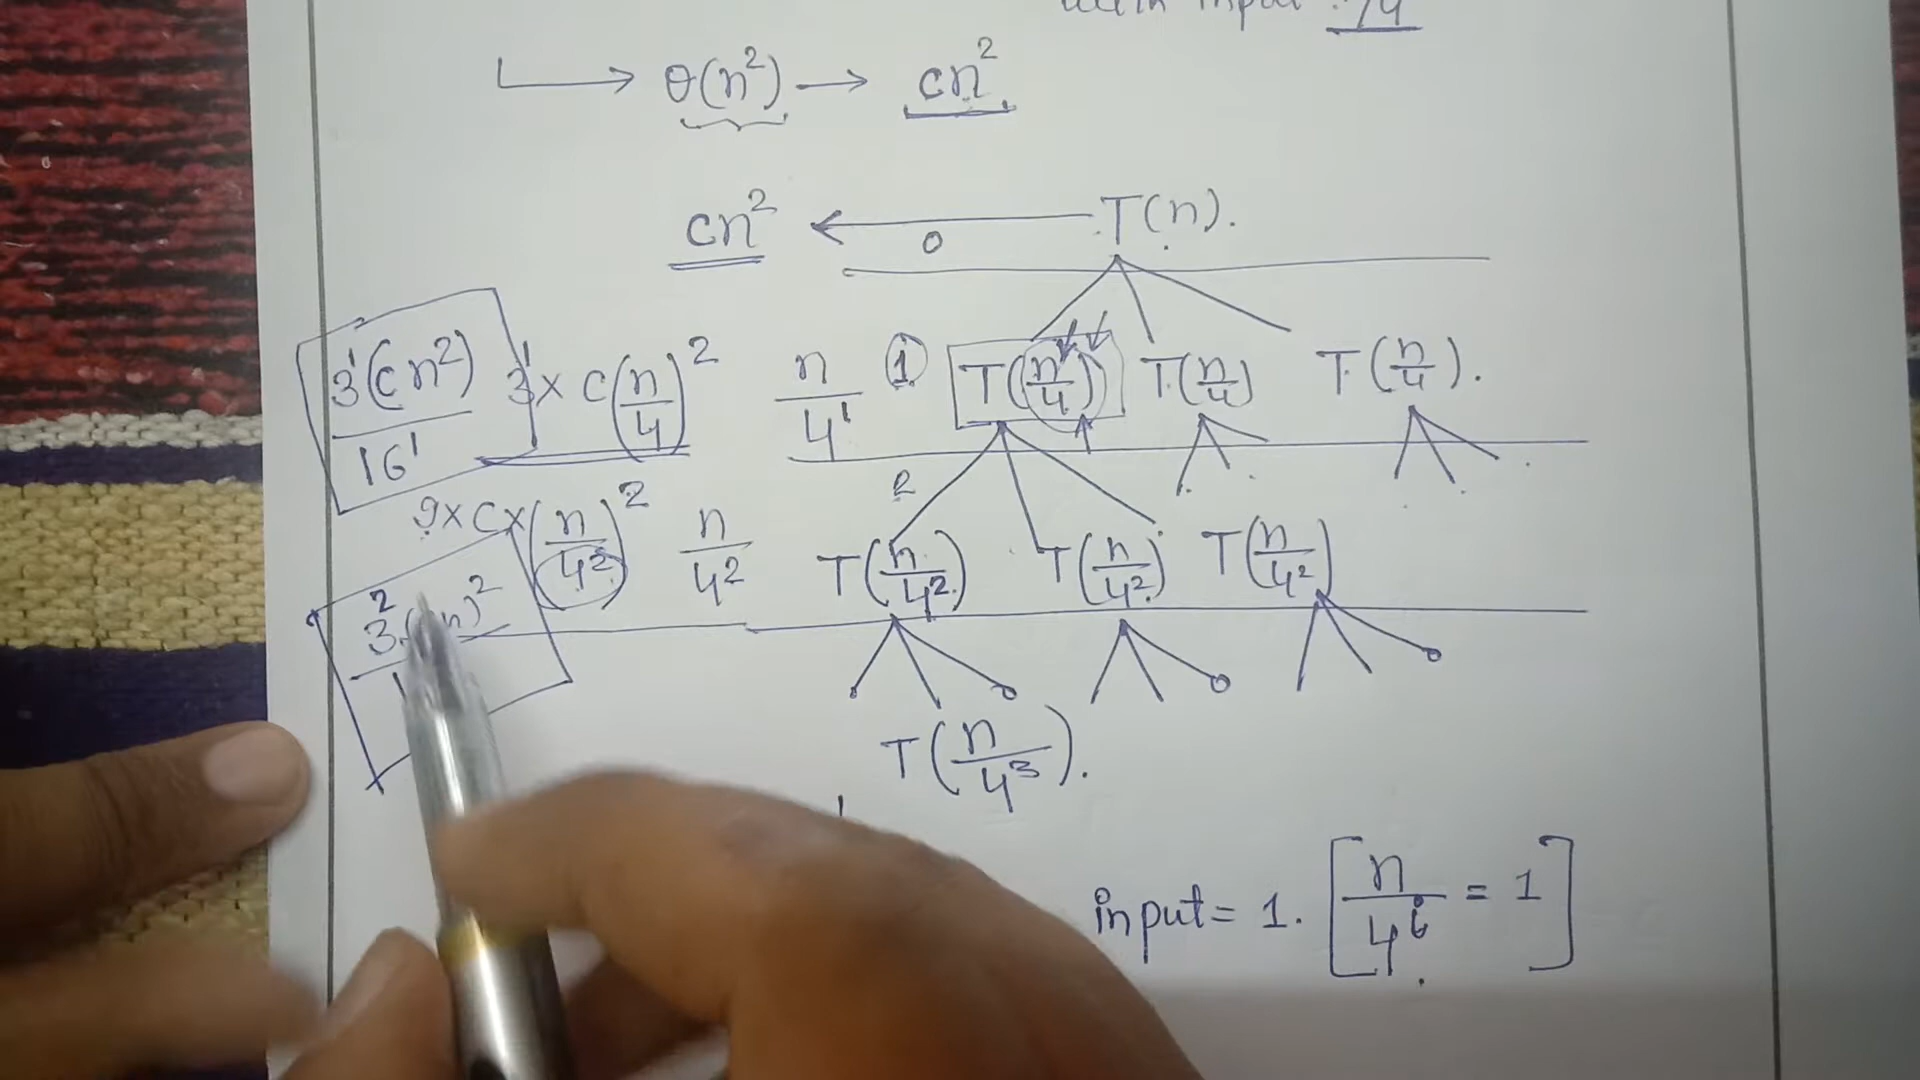 input
θ(n²) → cn²
cn² ← 0 T(n).
3¹(cn²)/16¹ 3¹ × c(n/4)² n/4¹ ① T(n/4) T(n/4) T(n/4).
2
9 × c × (n/4²)² n/4² T(n/4²) T(n/4²) T(n/4²)
3²
T(n/4³).
input = 1. [n/4ⁱ = 1]